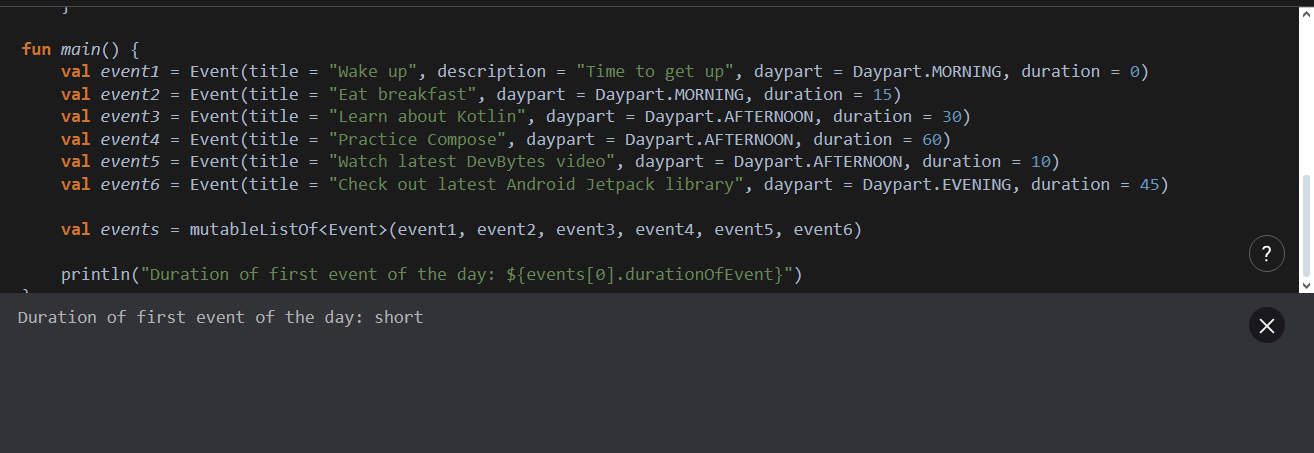 }
fun main() {
    val event1 = Event(title = "Wake up", description = "Time to get up", daypart = Daypart.MORNING, duration = 0)
    val event2 = Event(title = "Eat breakfast", daypart = Daypart.MORNING, duration = 15)
    val event3 = Event(title = "Learn about Kotlin", daypart = Daypart.AFTERNOON, duration = 30)
    val event4 = Event(title = "Practice Compose", daypart = Daypart.AFTERNOON, duration = 60)
    val event5 = Event(title = "Watch latest DevBytes video", daypart = Daypart.AFTERNOON, duration = 10)
    val event6 = Event(title = "Check out latest Android Jetpack library", daypart = Daypart.EVENING, duration = 45)
    val events = mutableListOf<Event>(event1, event2, event3, event4, event5, event6)
?
    println("Duration of first event of the day: ${events[0].durationOfEvent}")
}
Duration of first event of the day: short